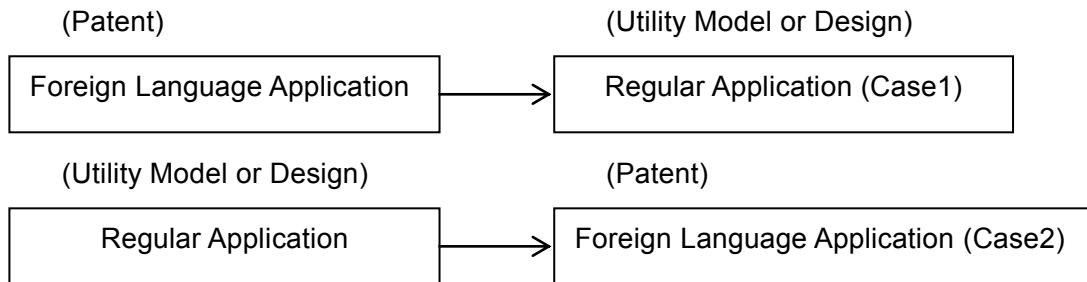 (Patent) (Utility Model or Design)
Foreign Language Application Regular Application (Case1)
(Utility Model or Design) (Patent)
Regular Application Foreign Language Application (Case2)